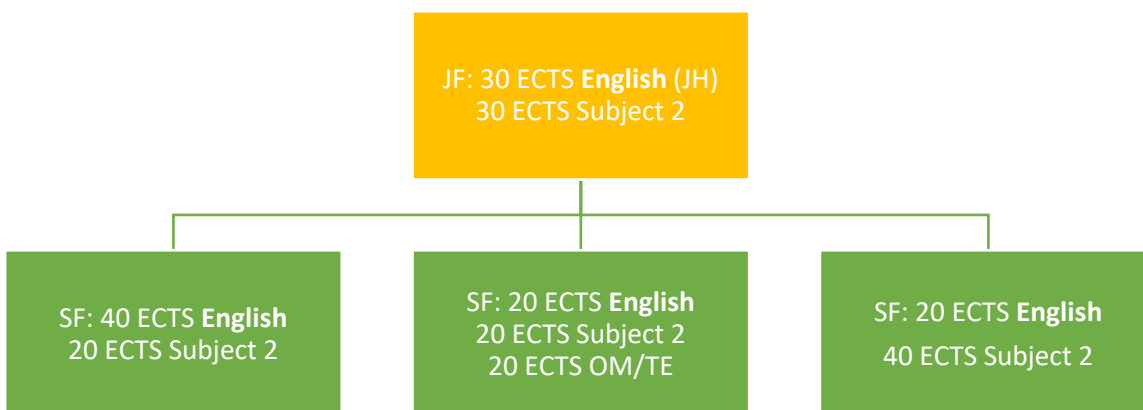 JF: 30 ECTS English (JH)
30 ECTS Subject 2
SF: 40 ECTS English
20 ECTS Subject 2
SF: 20 ECTS English
20 ECTS Subject 2
20 ECTS OM/TE
SF: 20 ECTS English
40 ECTS Subject 2